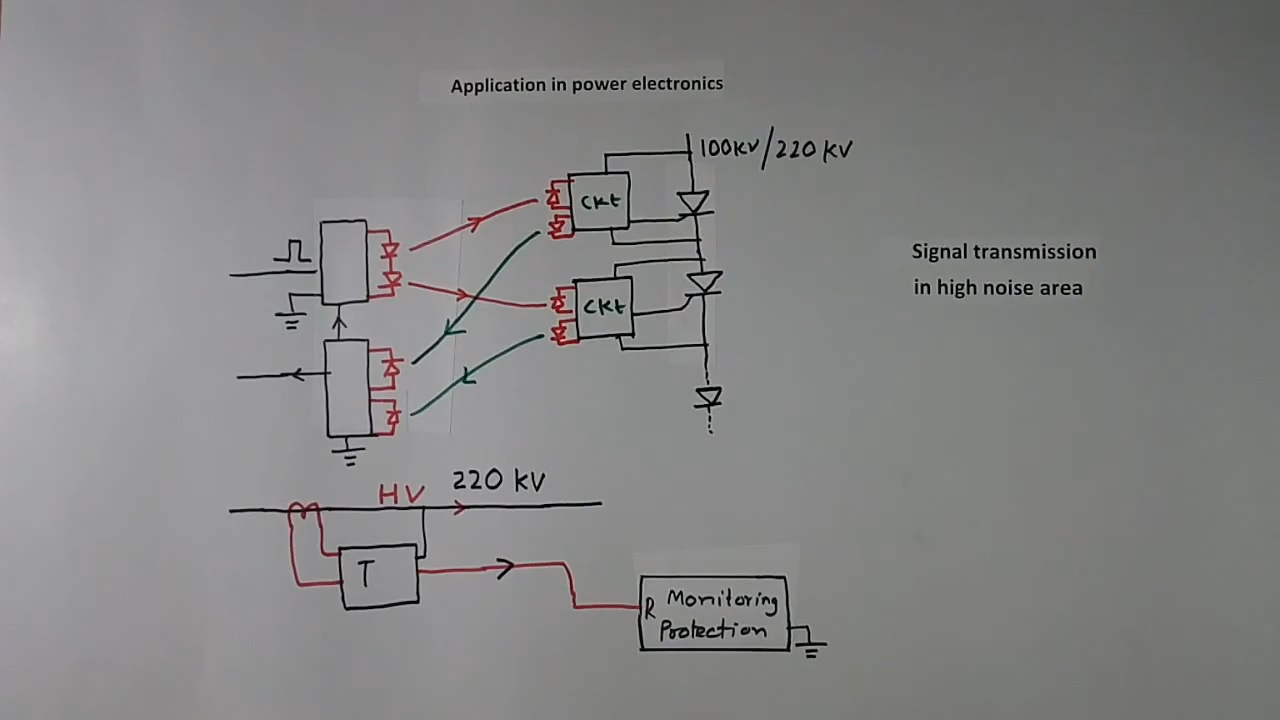 Application in power electronics
100KV/220 KV
CKt
CKt
Signal transmission
in high noise area
HV
220 KV
T
R
Monitoring
Protection